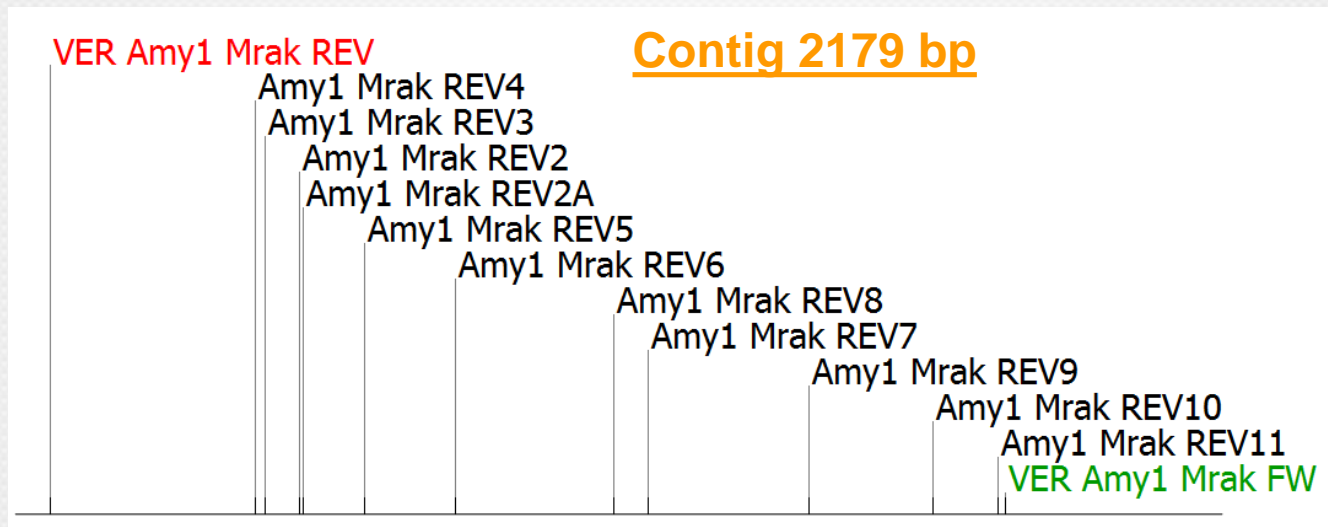 VER Amy1 Mrak REV
Contig 2179 bp
Amy1 Mrak REV4
Amy1 Mrak REV3
Amy1 Mrak REV2
Amy1 Mrak REV2A
Amy1 Mrak REV5
Amy1 Mrak REV6
Amy1 Mrak REV8
Amy1 Mrak REV7
Amy1 Mrak REV9
Amy1 Mrak REV10
Amy1 Mrak REV11
VER Amy1 Mrak FW